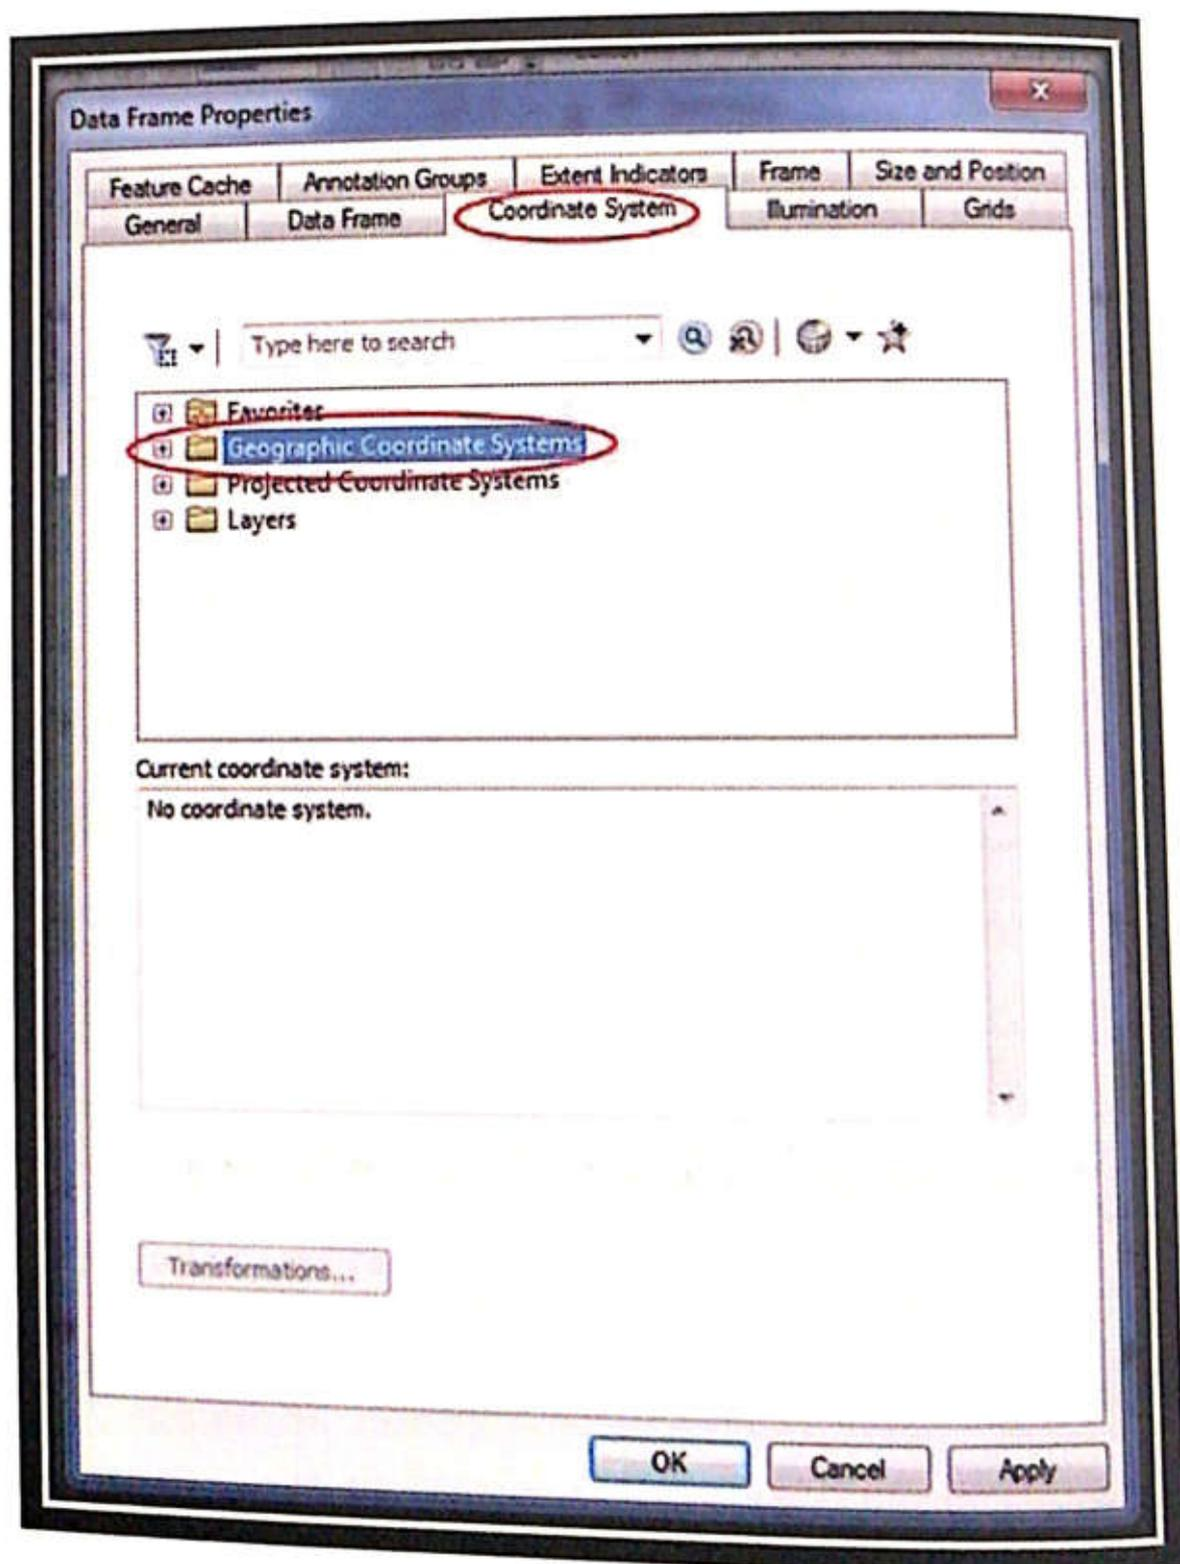 Data Frame Properties
Feature Cache Annotation Groups Extent Indicators Frame Size and Position
General Data Frame Coordinate System Illumination Grids
Type here to search
Favorites
Geographic Coordinate Systems
Projected Coordinate Systems
Layers
Current coordinate system:
No coordinate system.
Transformations...
OK Cancel Apply